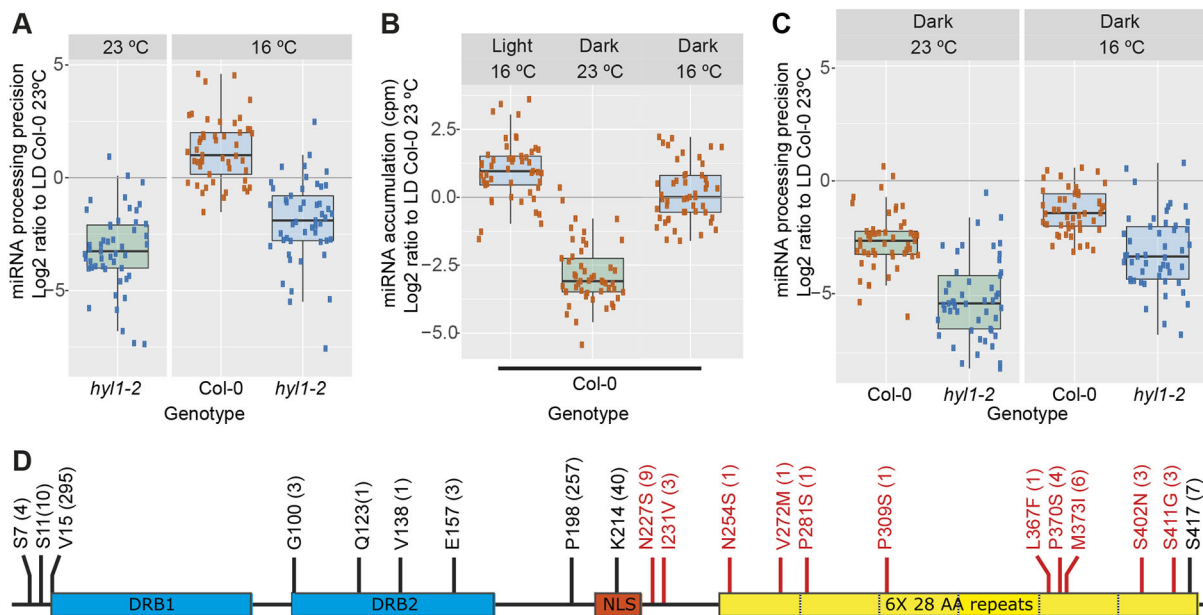 A
23 ºC
16 ºC
miRNA processing precision
Log2 ratio to LD Col-0 23ºC
5
0
−5
hyl1-2
Col-0
hyl1-2
Genotype
B
Light
16 ºC
Dark
23 ºC
Dark
16 ºC
miRNA accumulation (cpm)
Log2 ratio to LD Col-0 23 ºC
2.5
0.0
−2.5
−5.0
Col-0
Genotype
C
Dark
23 ºC
Dark
16 ºC
miRNA processing precision
Log2 ratio to LD Col-0 23ºC
5
0
−5
Col-0
hyl1-2
Col-0
hyl1-2
Genotype
D
S7 (4)
S11(10)
V15 (295)
G100 (3)
Q123(1)
V138 (1)
E157 (3)
P198 (257)
K214 (40)
N227S (9)
I231V (3)
N254S (1)
V272M (1)
P281S (1)
P309S (1)
L367F (1)
P370S (4)
M373I (6)
S402N (3)
S411G (3)
S417 (7)
DRB1
DRB2
NLS
6X 28 AA repeats